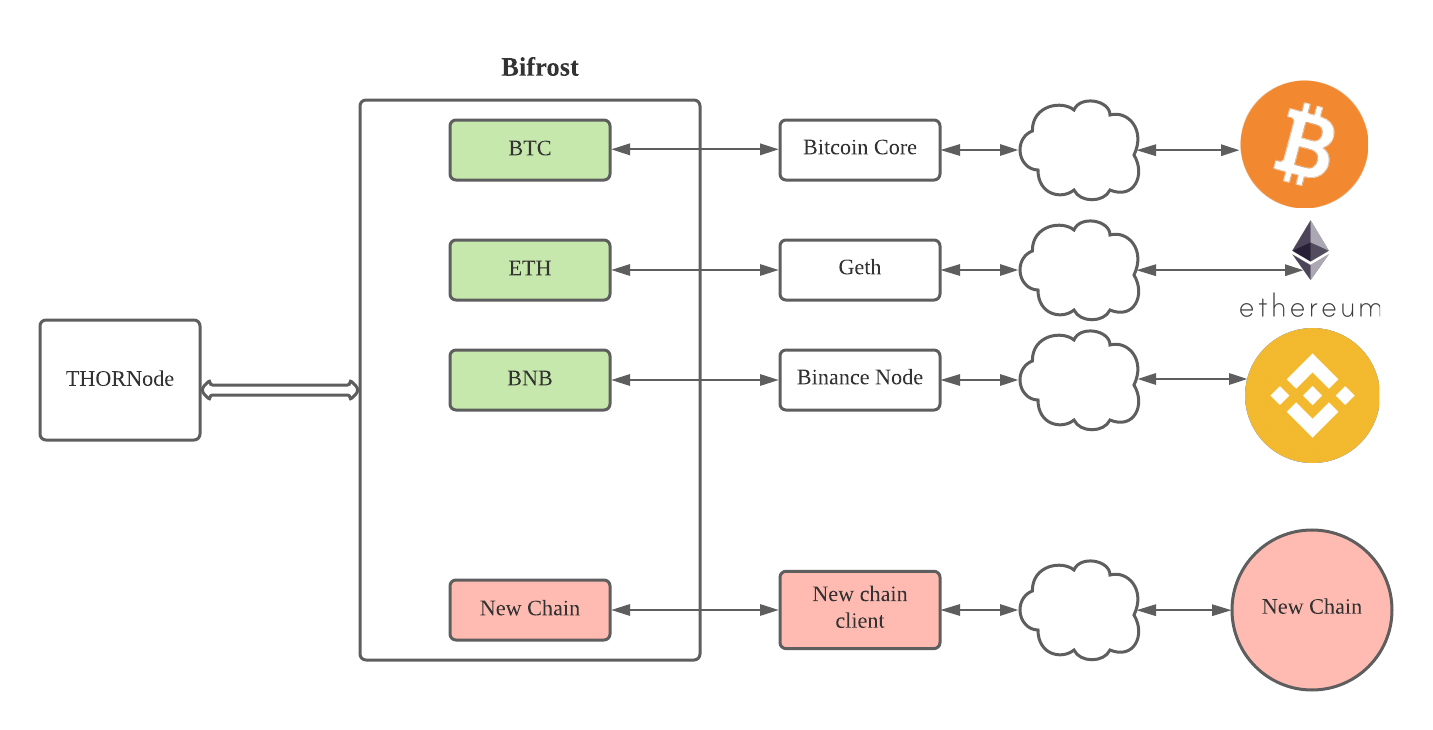 Bifrost
BTC
Bitcoin Core
ETH
Geth
ethereum
THORNode
BNB
Binance Node
New Chain
New chain
client
New Chain